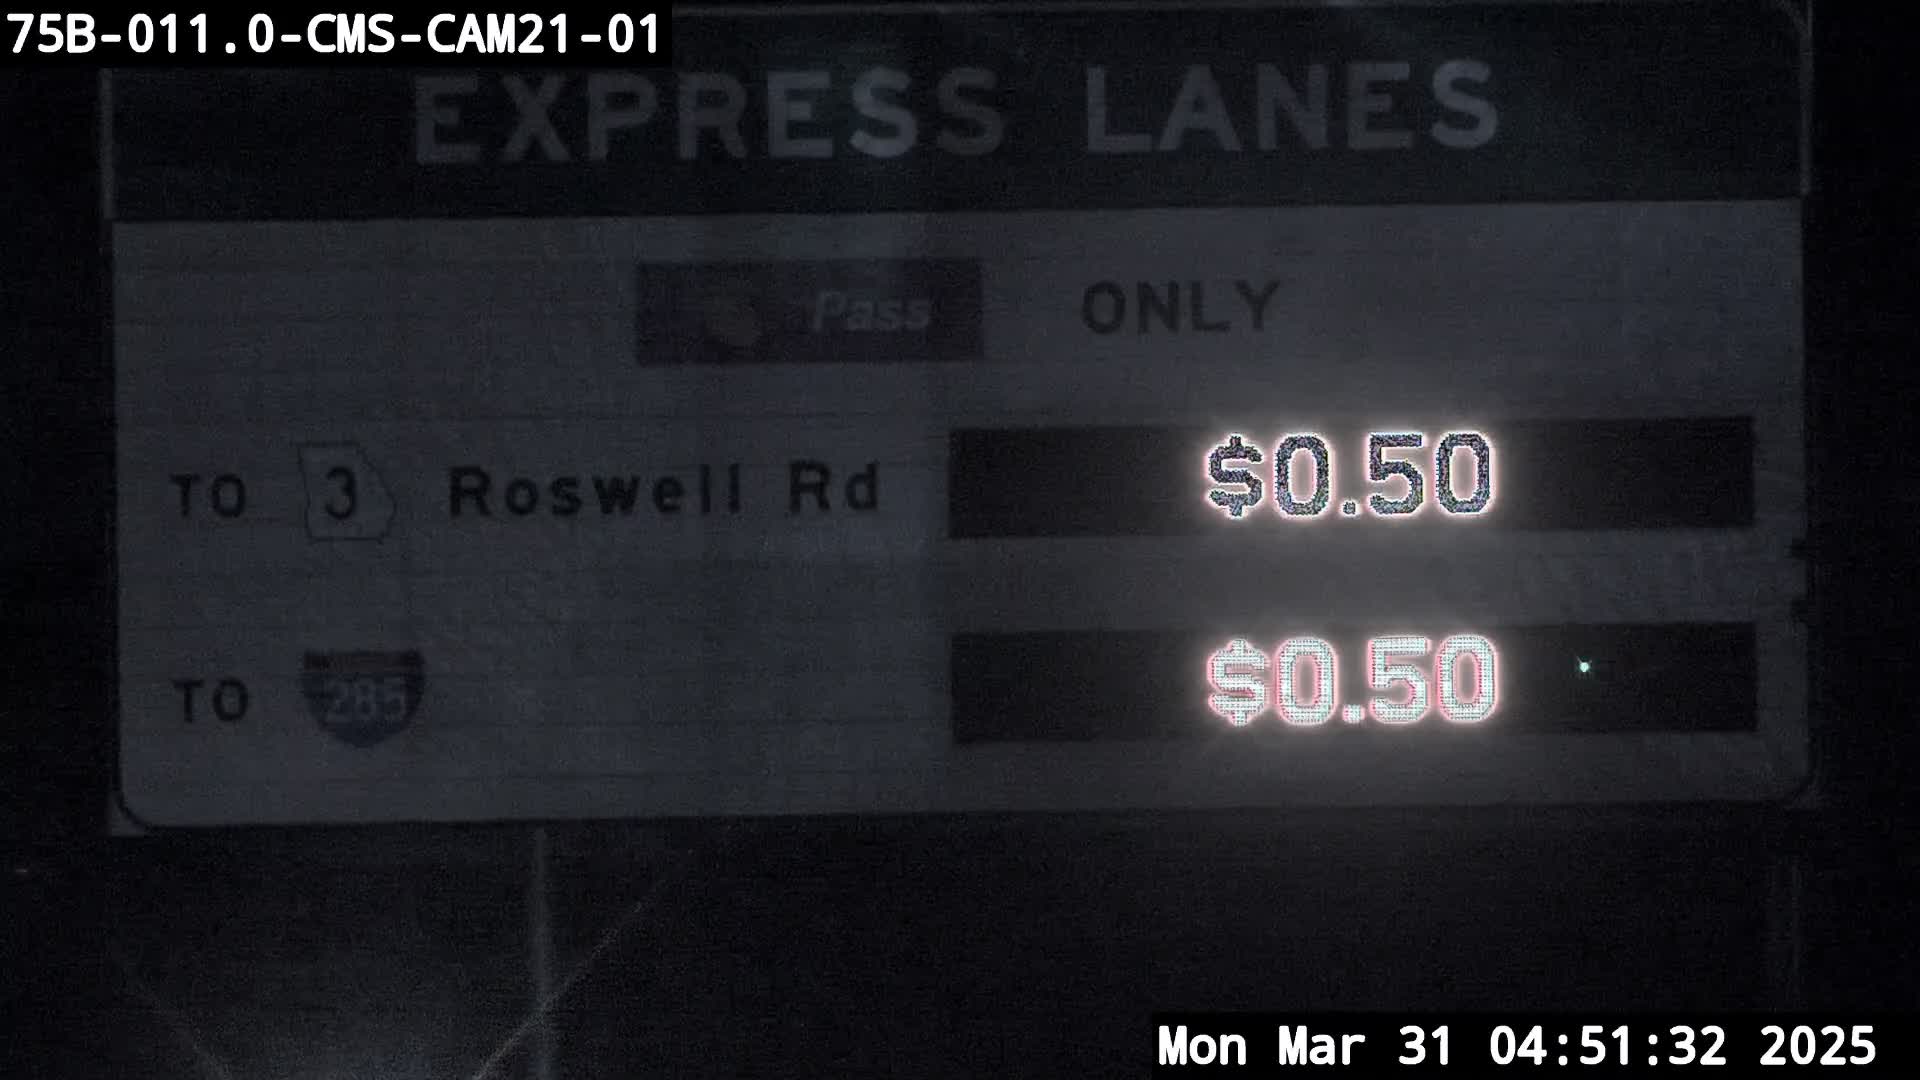 75B-011.0-CMS-CAM21-01
EXPRESS LANES
Pass ONLY
TO 3 Roswell Rd $0.50
TO 285 $0.50
Mon Mar 31 04:51:32 2025